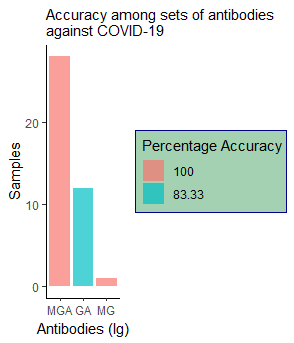 Accuracy among sets of antibodies
against COVID-19
Samples
20
10
0
MGA GA MG
Antibodies (Ig)
Percentage Accuracy
100
83.33